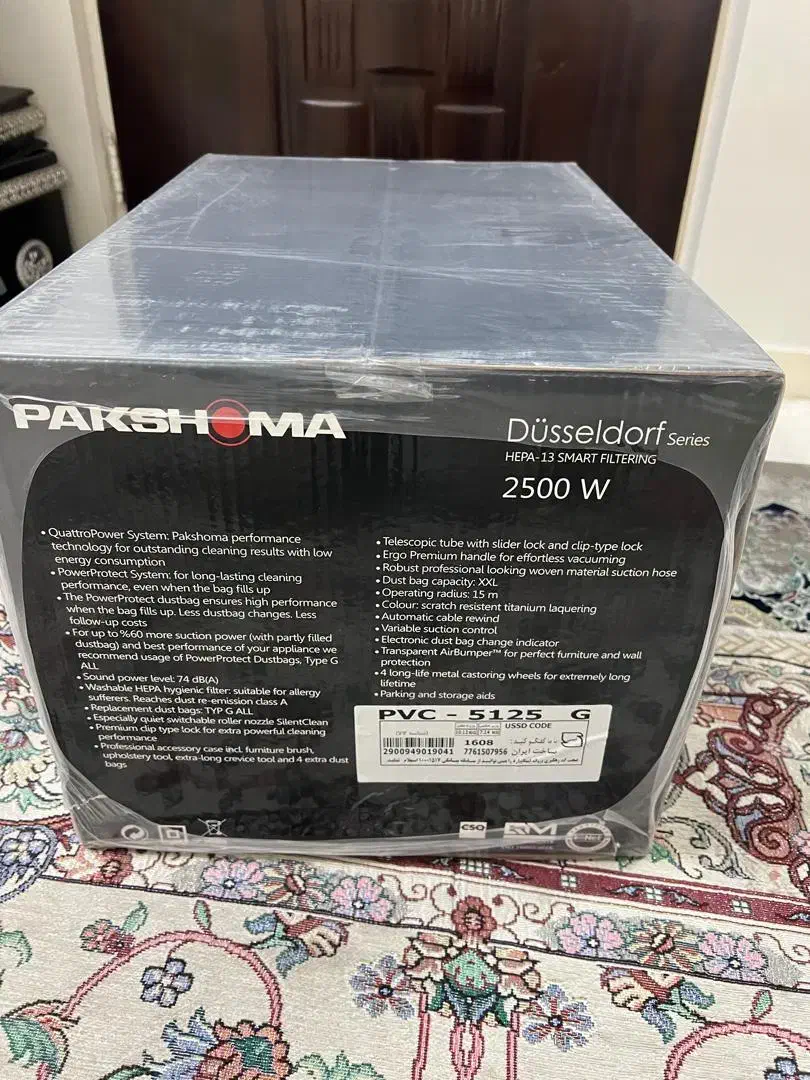 PAKSHOMA
Düsseldorf Series
HEPA-13 SMART FILTERING
2500 W
• QuattroPower System: Pakshoma performance
technology for outstanding cleaning results with low
energy consumption
• PowerProtect System: for long-lasting cleaning
performance, even when the bag fills up
• The PowerProtect dustbag ensures high performance
when the bag fills up. Less dustbag changes. Less
follow-up costs
• For up to %60 more suction power (with partly filled
dustbag) and best performance of your appliance we
recommend usage of PowerProtect Dustbags, Type G
ALL
• Sound power level: 74 dB(A)
• Washable HEPA hygienic filter: suitable for allergy
sufferers. Reaches dust re-emission class A
• Replacement dust bags: TYP G ALL
• Especially quiet switchable roller nozzle SilentClean
• Premium clip type lock for extra powerful cleaning
performance
• Professional accessory case incl. furniture brush,
upholstery tool, extra-long crevice tool and 4 extra dust
bags
• Telescopic tube with slider lock and clip-type lock
• Ergo Premium handle for effortless vacuuming
• Robust professional looking woven material suction hose
• Dust bag capacity: XXL
• Operating radius: 15 m
• Colour: scratch resistent titanium laquering
• Automatic cable rewind
• Variable suction control
• Electronic dust bag change indicator
• Transparent AirBumper™ for perfect furniture and wall
protection
• 4 long-life metal castoring wheels for extremely long
lifetime
• Parking and storage aids
PVC - 5125 G
USSD CODE
1608
2900949019041 7761507956 ساخت ایران
CSQ